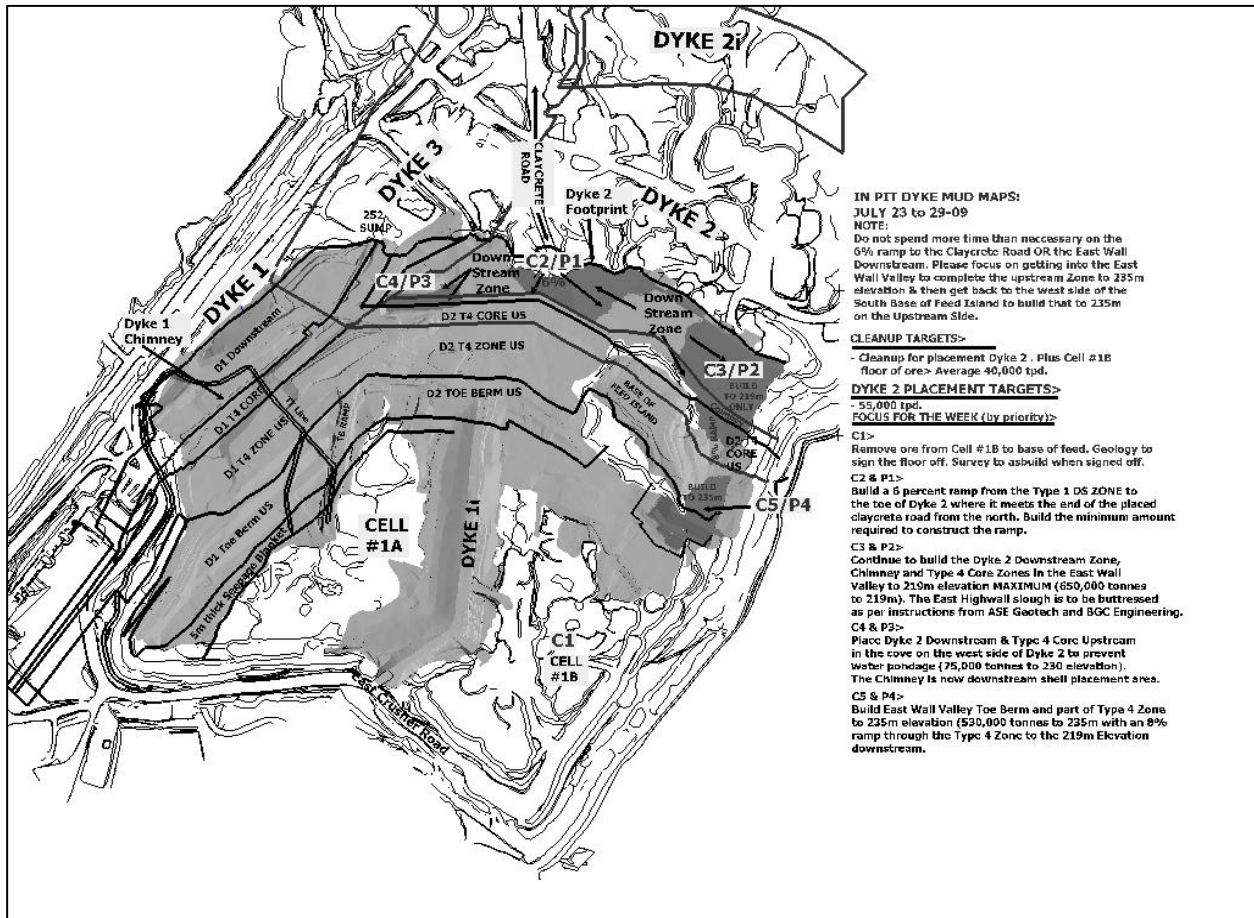 DYKE 2i
DYKE 3
CLAYCRETE
ROAD
Dyke 2
Footprint
DYKE 2
252
SUMP
DYKE 1
C4/P3
Down
Stream
Zone
C2/P1
6%
Down
Stream
Zone
Dyke 1
Chimney
D1 Downstream
D2 T4 CORE US
D2 T4 ZONE US
C3/P2
BUILD
TO 219m
ONLY
D1 T4 CORE
D2 TOE BERM US
BASE OF
FEED ISLAND
D1 T4 ZONE US
T6 RAMP
8% RAMP
D2
CORE
US
BUILD
TO 235m
C5/P4
D1 Toe Berm US
5m thick Seepage Blanket
CELL
#1A
DYKE 1i
C1
CELL
#1B
East Crusher Road
IN PIT DYKE MUD MAPS:
JULY 23 to 29-09
NOTE:
Do not spend more time than neccessary on the
6% ramp to the Claycrete Road OR the East Wall
Downstream. Please focus on getting into the East
Wall Valley to complete the upstream Zone to 235m
elevation & then get back to the west side of the
South Base of Feed Island to build that to 235m
on the Upstream Side.
CLEANUP TARGETS>
- Cleanup for placement Dyke 2 . Plus Cell #1B
floor of ore> Average 40,000 tpd.
DYKE 2 PLACEMENT TARGETS>
- 55,000 tpd.
FOCUS FOR THE WEEK (by priority)>
C1>
Remove ore from Cell #1B to base of feed. Geology to
sign the floor off. Survey to asbuilt when signed off.
C2 & P1>
Build a 6 percent ramp from the Type 1 DS ZONE to
the toe of Dyke 2 where it meets the end of the placed
claycrete road from the north. Build the minimum amount
required to construct the ramp.
C3 & P2>
Continue to build the Dyke 2 Downstream Zone,
Chimney and Type 4 Core Zones in the East Wall
Valley to 219m elevation MAXIMUM (650,000 tonnes
to 219m). The East Highwall slough is to be buttressed
as per instructions from ASE Geotech and BGC Engineering.
C4 & P3>
Place Dyke 2 Downstream & Type 4 Core Upstream
in the cove on the west side of Dyke 2 to prevent
water pondage (75,000 tonnes to 230 elevation).
The Chimney is now downstream shell placement area.
C5 & P4>
Build East Wall Valley Toe Berm and part of Type 4 Zone
to 235m elevation (530,000 tonnes to 235m with an 8%
ramp through the Type 4 Zone to the 219m Elevation
downstream.